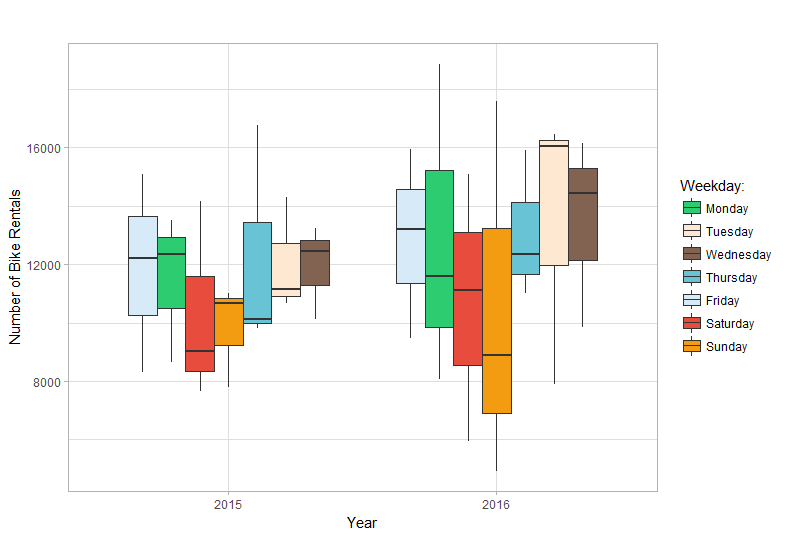 Number of Bike Rentals
16000
12000
8000
2015
2016
Year
Weekday:
Monday
Tuesday
Wednesday
Thursday
Friday
Saturday
Sunday